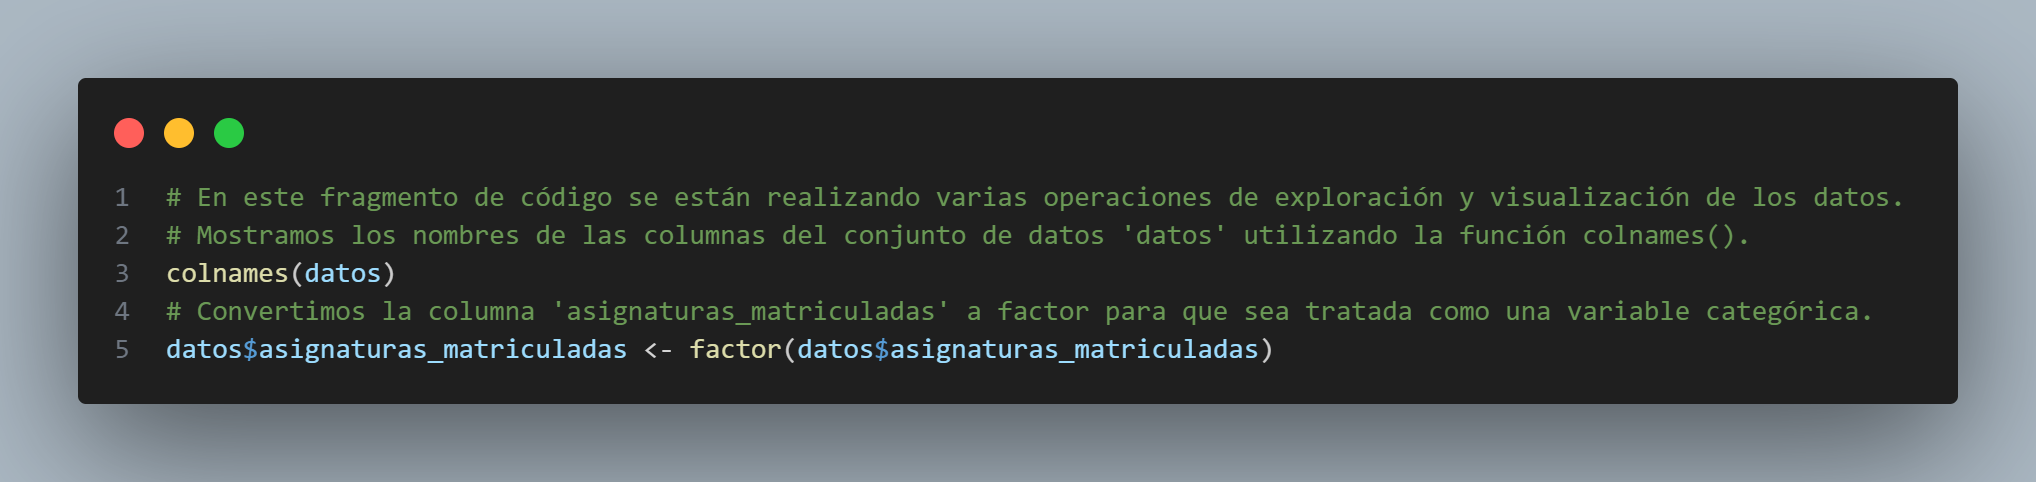 1 # En este fragmento de código se están realizando varias operaciones de exploración y visualización de los datos.
2 # Mostramos los nombres de las columnas del conjunto de datos 'datos' utilizando la función colnames().
3 colnames(datos)
4 # Convertimos la columna 'asignaturas_matriculadas' a factor para que sea tratada como una variable categórica.
5 datos$asignaturas_matriculadas <- factor(datos$asignaturas_matriculadas)